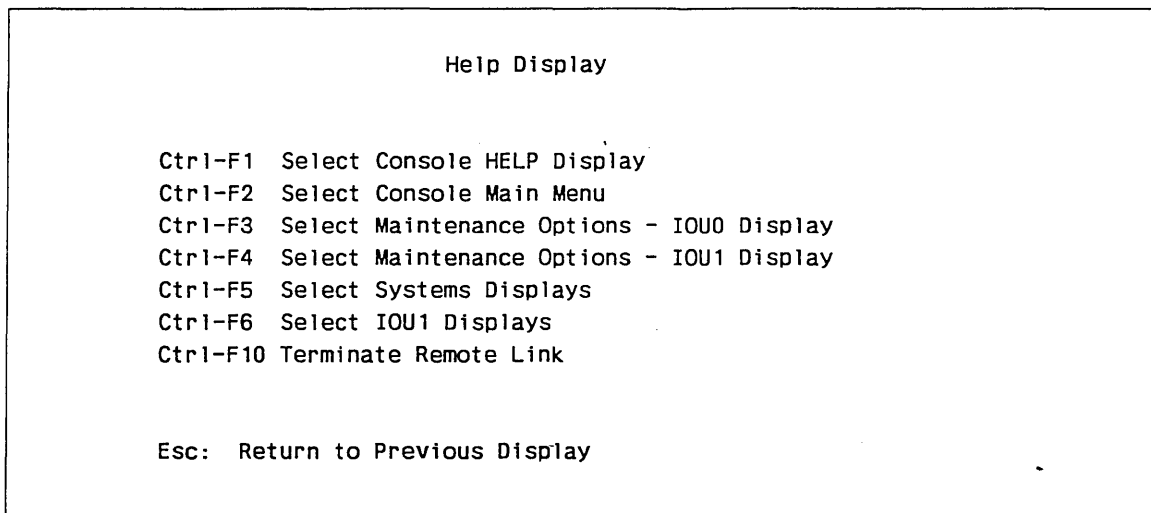 Help Display
Ctrl-F1 Select Console HELP Display
Ctrl-F2 Select Console Main Menu
Ctrl-F3 Select Maintenance Options - IOU0 Display
Ctrl-F4 Select Maintenance Options - IOU1 Display
Ctrl-F5 Select Systems Displays
Ctrl-F6 Select IOU1 Displays
Ctrl-F10 Terminate Remote Link
Esc: Return to Previous Display